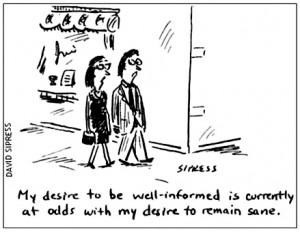 DAVID SIPRESS
SIPRESS
My desire to be well-informed is currently
at odds with my desire to remain sane.